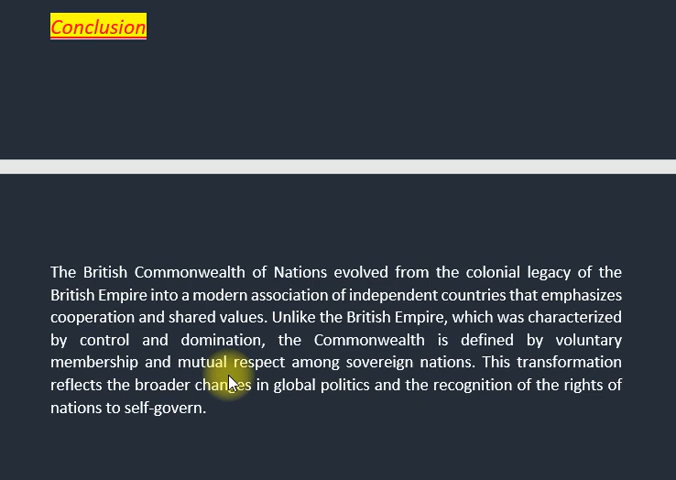 Conclusion
The British Commonwealth of Nations evolved from the colonial legacy of the
British Empire into a modern association of independent countries that emphasizes
cooperation and shared values. Unlike the British Empire, which was characterized
by control and domination, the Commonwealth is defined by voluntary
membership and mutual respect among sovereign nations. This transformation
reflects the broader changes in global politics and the recognition of the rights of
nations to self-govern.